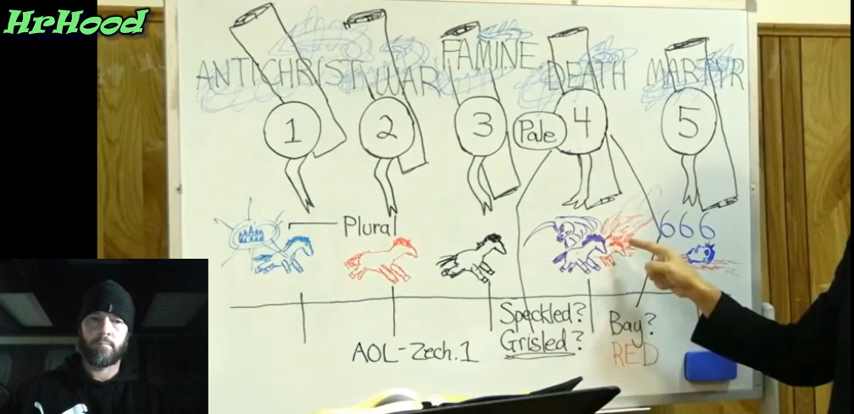 HrHood
ANTICHRIST WAR FAMINE DEATH MARTYR
1 2 3 Pale 4 5
Plural
666
Speckled?
Grisled?
Bay?
RED
AOL-Zech.1